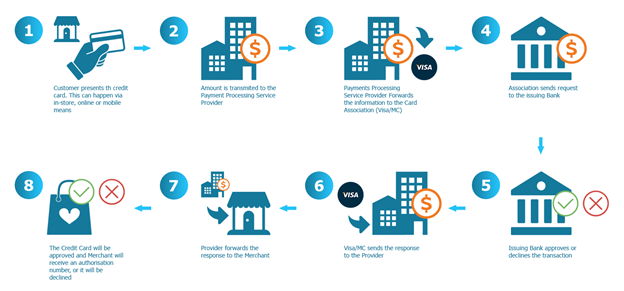 1
Customer presents th credit
card. This can happen via
in-store, online or mobile
means
2
$
Amount is transmited to the
Payment Processing Service
Provider
3
$
VISA
Payments Processing
Service Provider Forwards
the information to the Card
Association (Visa/MC)
4
$
Association sends request
to the issuing Bank
5
Issuing Bank approves or
declines the transaction
6
VISA
$
Visa/MC sends the response
to the Provider
7
$
Provider forwards the
response to the Merchant
8
The Credit Card will be
approved and Merchant will
receive an authorisation
number, or it will be
declined